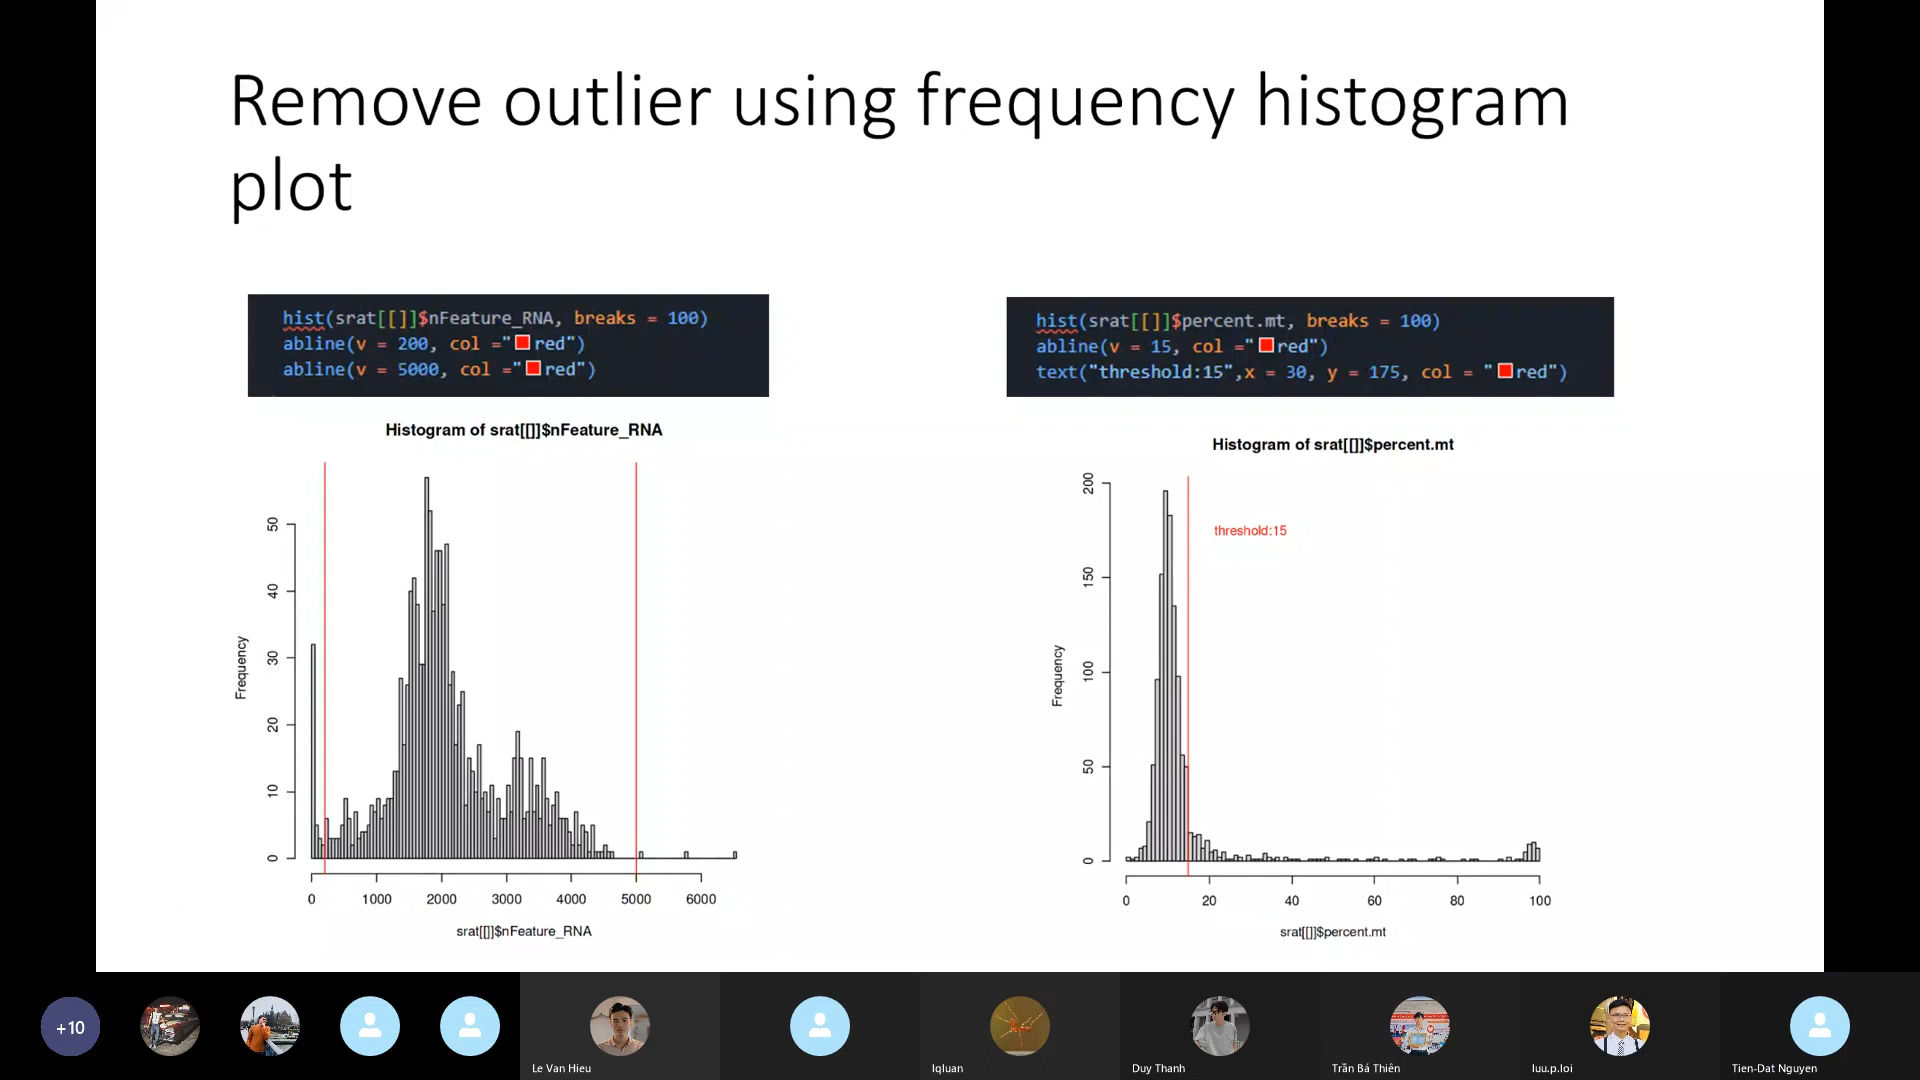 Remove outlier using frequency histogram
plot
hist(srat[[]]$nFeature_RNA, breaks = 100)
abline(v = 200, col ="red")
abline(v = 5000, col ="red")
Histogram of srat[[]]$nFeature_RNA
Frequency
50
40
30
20
10
0
0 1000 2000 3000 4000 5000 6000
srat[[]]$nFeature_RNA
hist(srat[[]]$percent.mt, breaks = 100)
abline(v = 15, col ="red")
text("threshold:15",x = 30, y = 175, col = "red")
Histogram of srat[[]]$percent.mt
threshold:15
Frequency
200
150
100
50
0
0 20 40 60 80 100
srat[[]]$percent.mt
+10
Le Van Hieu
lqluan
Duy Thanh
Trần Bá Thiên
luu.p.loi
Tien-Dat Nguyen